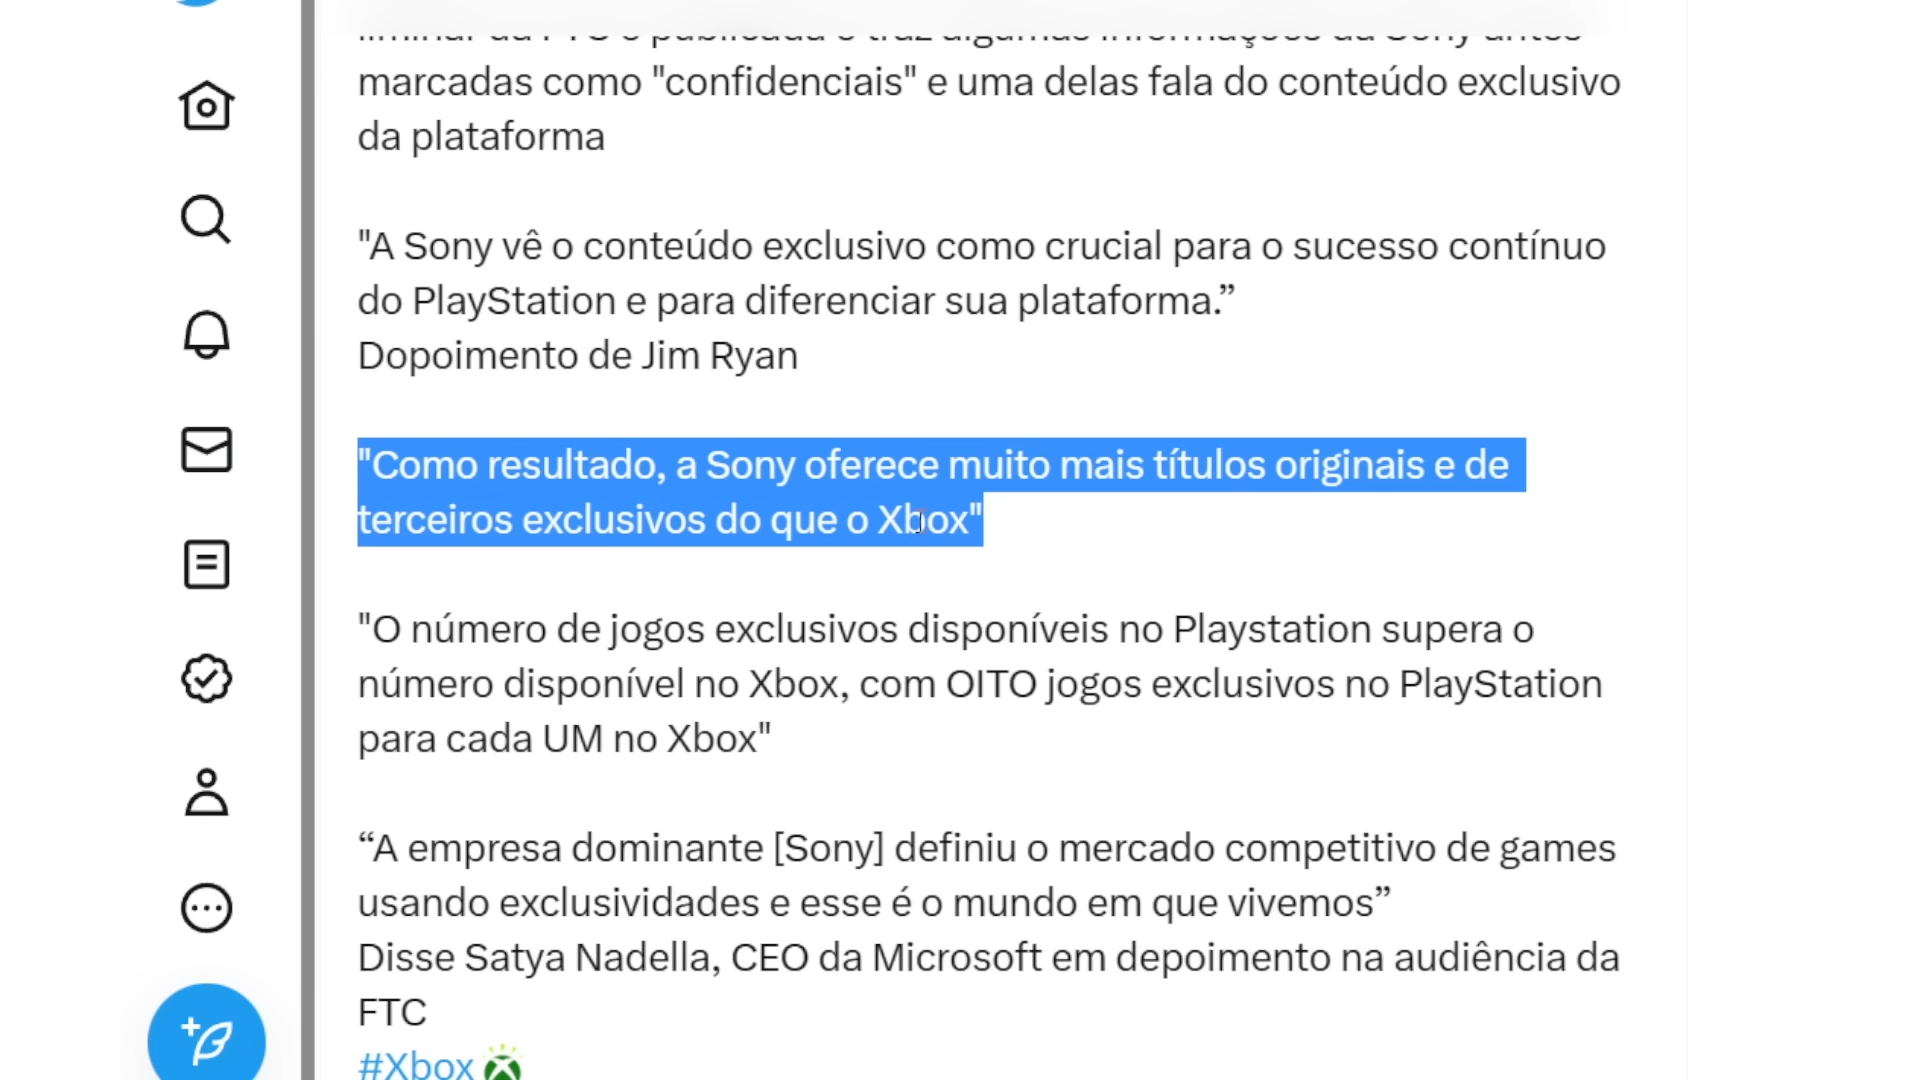 marcadas como "confidenciais" e uma delas fala do conteúdo exclusivo
da plataforma
"A Sony vê o conteúdo exclusivo como crucial para o sucesso contínuo
do PlayStation e para diferenciar sua plataforma.”
Dopoimento de Jim Ryan
"Como resultado, a Sony oferece muito mais títulos originais e de
terceiros exclusivos do que o Xbox"
"O número de jogos exclusivos disponíveis no Playstation supera o
número disponível no Xbox, com OITO jogos exclusivos no PlayStation
para cada UM no Xbox"
“A empresa dominante [Sony] definiu o mercado competitivo de games
usando exclusividades e esse é o mundo em que vivemos”
Disse Satya Nadella, CEO da Microsoft em depoimento na audiência da
FTC
#Xbox